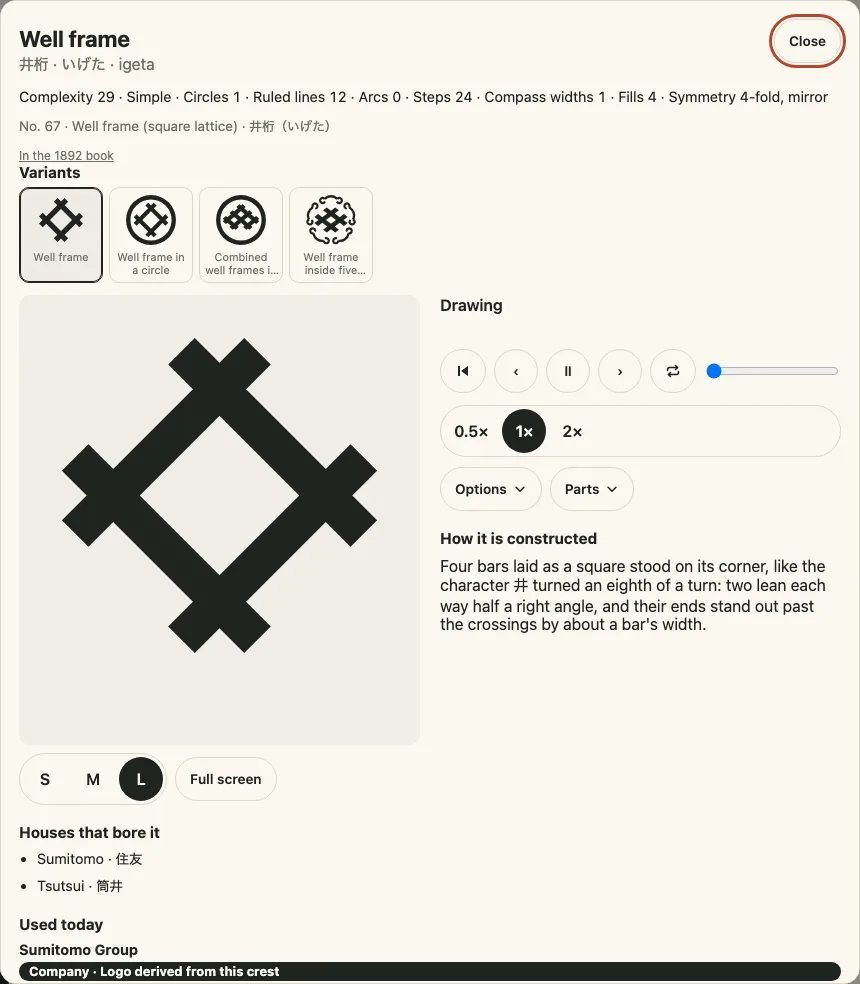 Well frame
Close
井桁 · いげた · igeta
Complexity 29 · Simple · Circles 1 · Ruled lines 12 · Arcs 0 · Steps 24 · Compass widths 1 · Fills 4 · Symmetry 4-fold, mirror
No. 67 · Well frame (square lattice) · 井桁（いげた）
In the 1892 book
Variants
Well frame
Well frame in
a circle
Combined
well frames i...
Well frame
inside five...
Drawing
0.5×
1×
2×
Options
Parts
How it is constructed
Four bars laid as a square stood on its corner, like the
character 井 turned an eighth of a turn: two lean each
way half a right angle, and their ends stand out past
the crossings by about a bar's width.
S
M
L
Full screen
Houses that bore it
• Sumitomo · 住友
• Tsutsui · 筒井
Used today
Sumitomo Group
Company · Logo derived from this crest